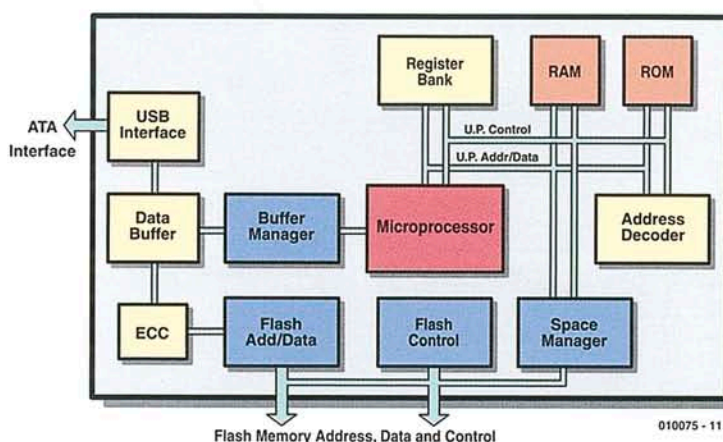 Register
Bank
RAM
ROM
ATA
Interface
USB
Interface
U.P. Control
U.P. Addr/Data
Data
Buffer
Buffer
Manager
Microprocessor
Address
Decoder
ECC
Flash
Add/Data
Flash
Control
Space
Manager
Flash Memory Address, Data and Control
010075 - 11